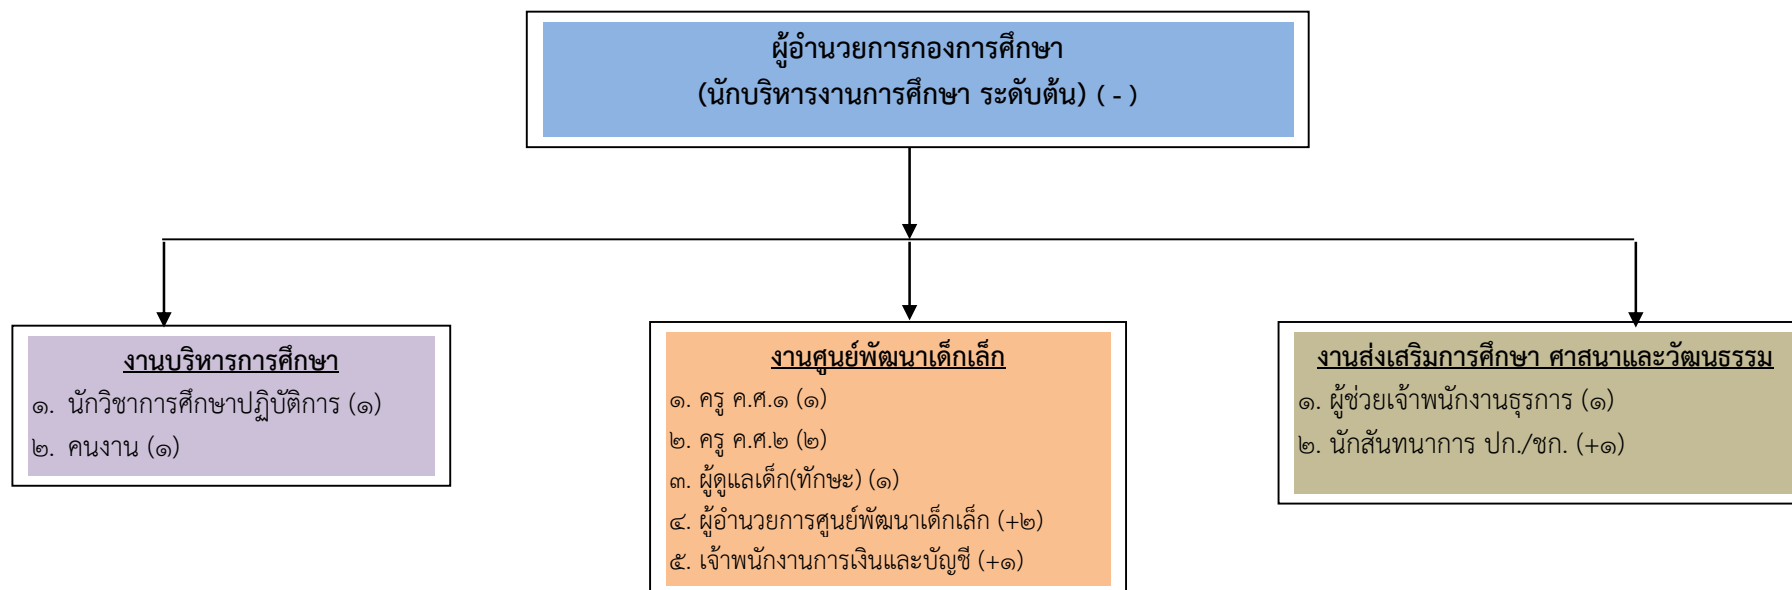 ผู้อำนวยการกองการศึกษา
(นักบริหารงานการศึกษา ระดับต้น) ( - )
งานบริหารการศึกษา
๑. นักวิชาการศึกษาปฏิบัติการ (๑)
๒. คนงาน (๑)
งานศูนย์พัฒนาเด็กเล็ก
๑. ครู ค.ศ.๑ (๑)
๒. ครู ค.ศ.๒ (๒)
๓. ผู้ดูแลเด็ก(ทักษะ) (๑)
๔. ผู้อำนวยการศูนย์พัฒนาเด็กเล็ก (+๒)
๕. เจ้าพนักงานการเงินและบัญชี (+๑)
งานส่งเสริมการศึกษา ศาสนาและวัฒนธรรม
๑. ผู้ช่วยเจ้าพนักงานธุรการ (๑)
๒. นักสันทนาการ ปก./ชก. (+๑)